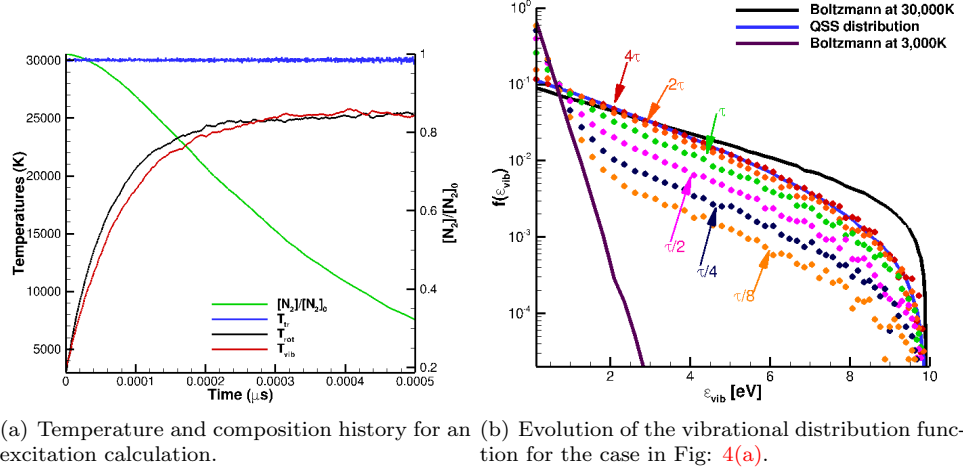 30000
25000
20000
15000
10000
5000
Temperatures (K)
1
0.8
0.6
0.4
0.2
[N2]/[N2]0
[N2]/[N2]0
Ttr
Trot
Tvib
0 0.0001 0.0002 0.0003 0.0004 0.0005
Time (μs)
(a) Temperature and composition history for an
excitation calculation.
Boltzmann at 30,000K
QSS distribution
Boltzmann at 3,000K
10^0
10^-1
10^-2
10^-3
10^-4
f(εvib)
4τ
2τ
τ
τ/2
τ/4
τ/8
2 4 6 8 10
εvib [eV]
(b) Evolution of the vibrational distribution func-
tion for the case in Fig: 4(a).